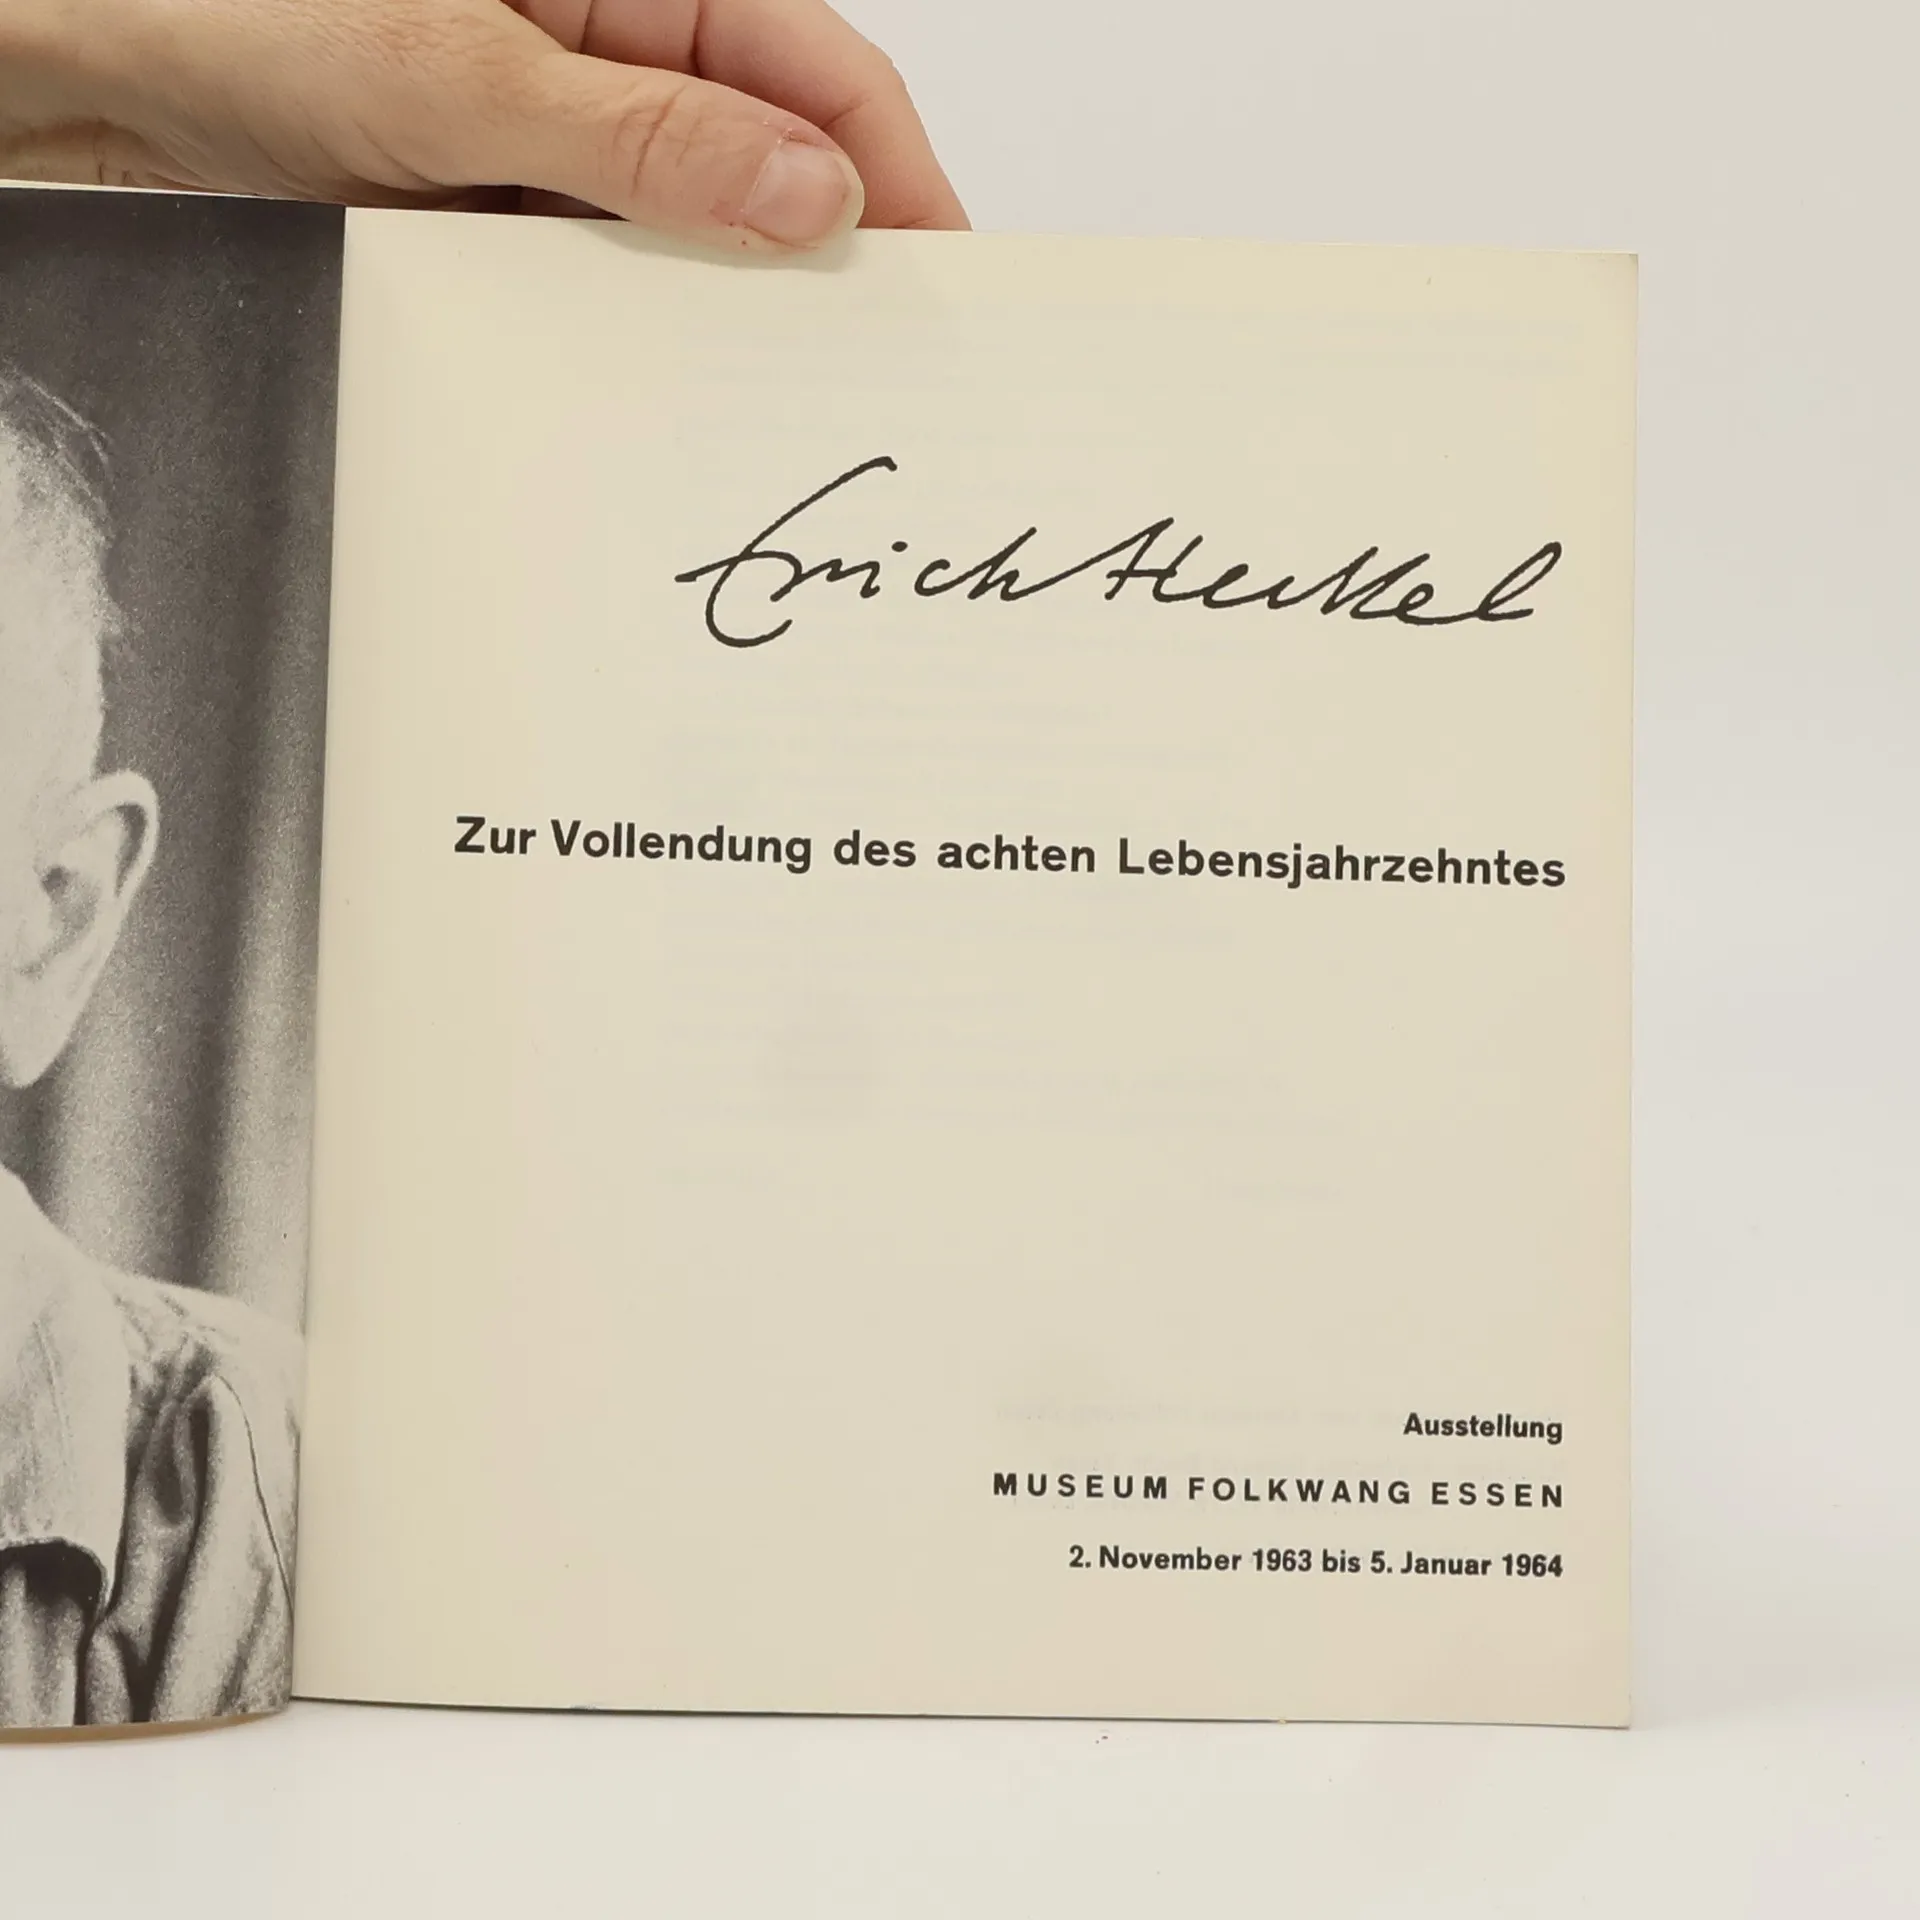 Erich Heckel
Zur Vollendung des achten Lebensjahrzehntes
Ausstellung
MUSEUM FOLKWANG ESSEN
2. November 1963 bis 5. Januar 1964